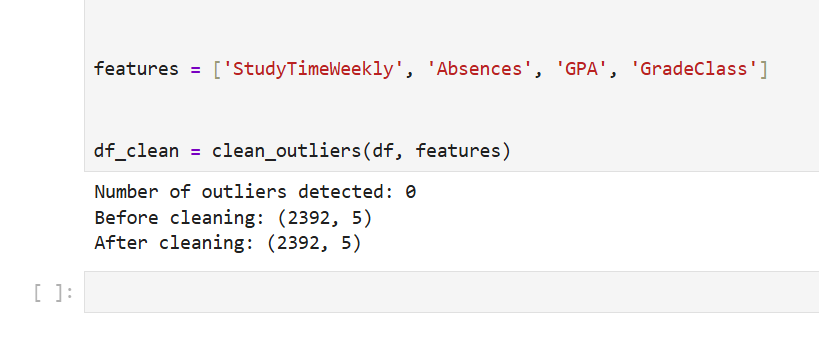 features = ['StudyTimeWeekly', 'Absences', 'GPA', 'GradeClass']
df_clean = clean_outliers(df, features)
Number of outliers detected: 0
Before cleaning: (2392, 5)
After cleaning: (2392, 5)
[ ]: